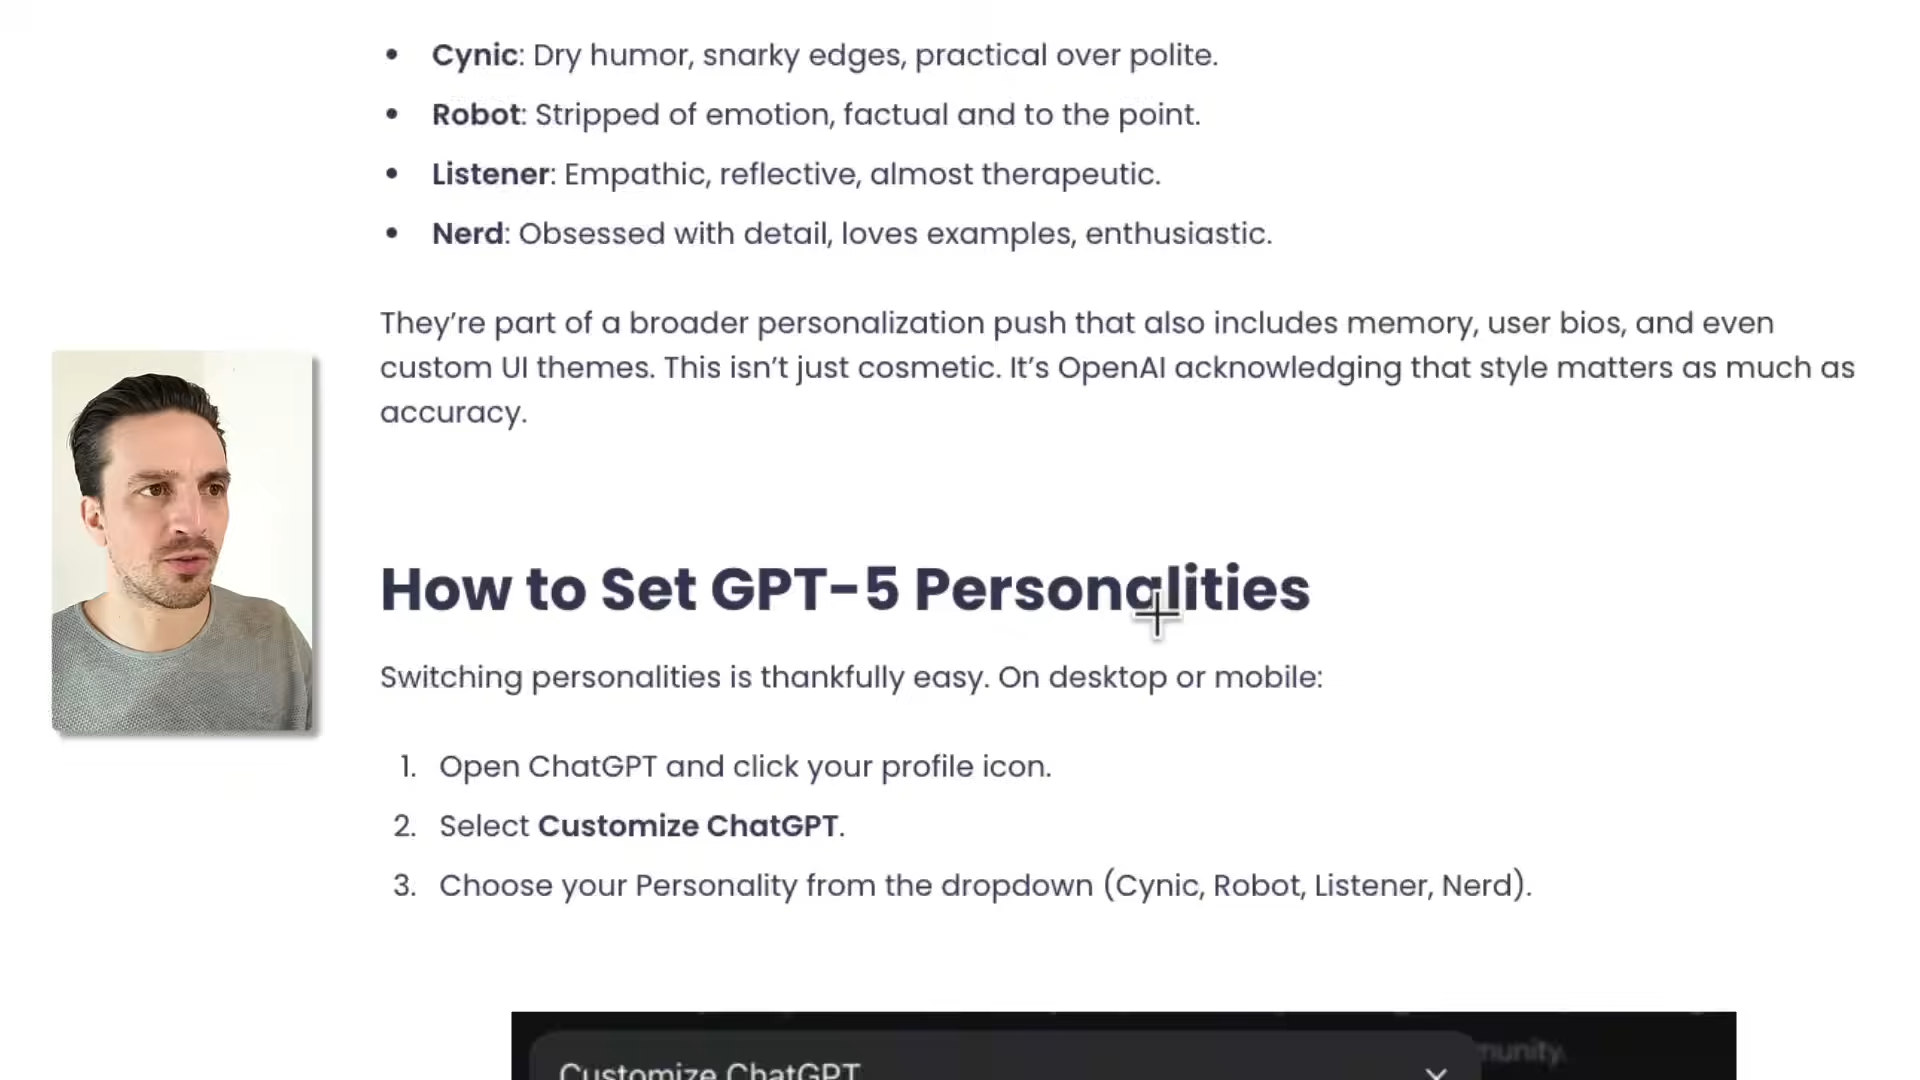 Cynic: Dry humor, snarky edges, practical over polite.
Robot: Stripped of emotion, factual and to the point.
Listener: Empathic, reflective, almost therapeutic.
Nerd: Obsessed with detail, loves examples, enthusiastic.
They're part of a broader personalization push that also includes memory, user bios, and even
custom UI themes. This isn't just cosmetic. It's OpenAI acknowledging that style matters as much as
accuracy.
How to Set GPT-5 Personalities
Switching personalities is thankfully easy. On desktop or mobile:
1. Open ChatGPT and click your profile icon.
2. Select Customize ChatGPT.
3. Choose your Personality from the dropdown (Cynic, Robot, Listener, Nerd).
Customize ChatGPT